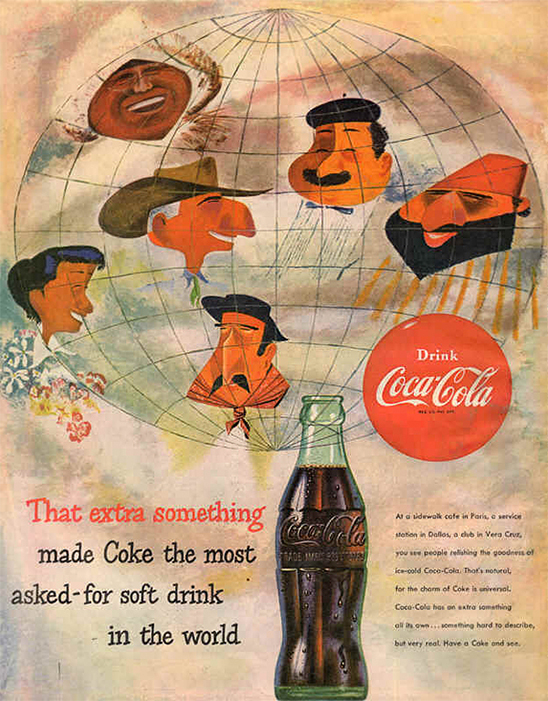 Drink
Coca-Cola
REG. U.S. PAT. OFF.
Coca-Cola
That extra something
made Coke the most
asked-for soft drink
in the world
At a sidewalk cafe in Paris, a service
station in Dallas, a club in Vera Cruz,
you see people relishing the goodness of
ice-cold Coca-Cola. That's natural,
for the charm of Coke is universal.
Coca-Cola has an extra something
all its own...something hard to describe,
but very real. Have a Coke and see.